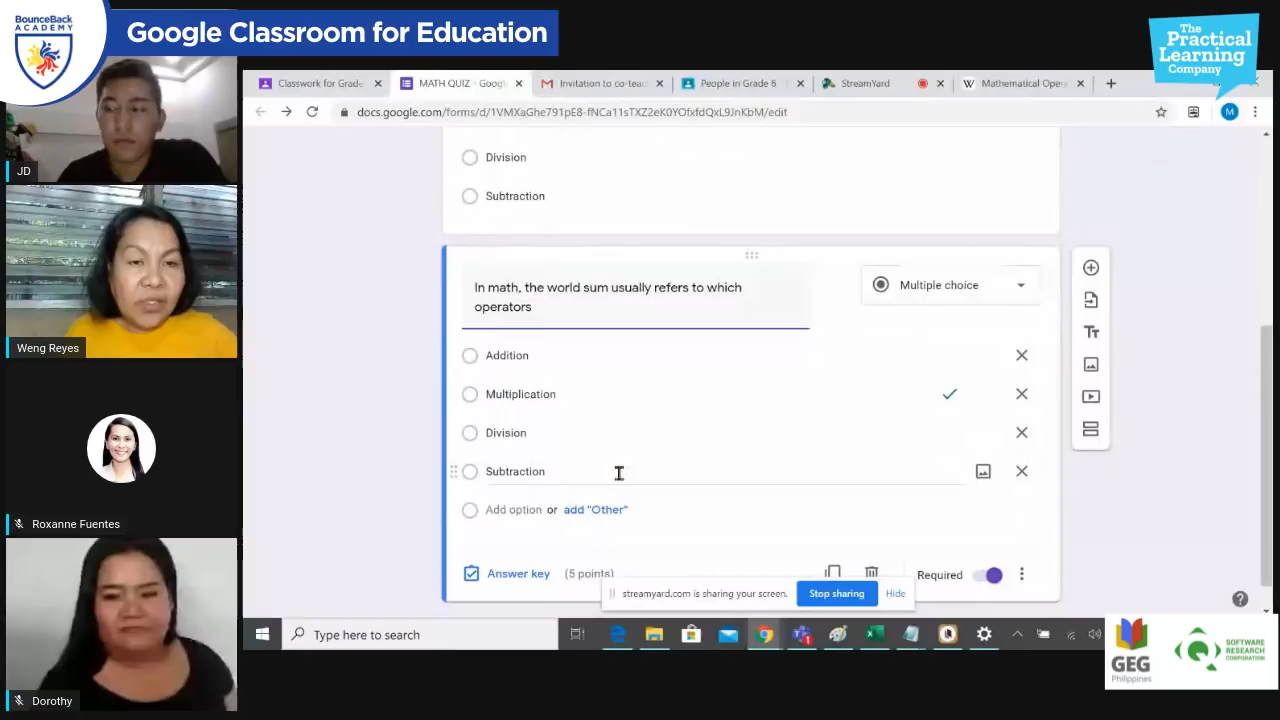 BounceBack
ACADEMY
Google Classroom for Education
The
Practical
Learning
Company
JD
Weng Reyes
Roxanne Fuentes
Dorothy
Classwork for Grade
MATH QUIZ - Goog
Invitation to co-teac
People in Grade 6
StreamYard
Mathematical Oper
docs.google.com/forms/d/1VMXaGhe791pE8-fNCa11sTXZ2eK0YOfxfdQxL9JnKbM/edit
M
Division
Subtraction
In math, the world sum usually refers to which
operators
Multiple choice
Addition
Multiplication
Division
Subtraction
Add option or add "Other"
Answer key (5 points)
Required
streamyard.com is sharing your screen.
Stop sharing
Hide
Type here to search
GEG
Philippines
SOFTWARE
RESEARCH
CORPORATION